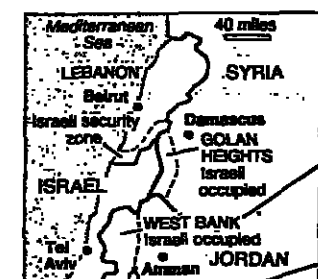 Mediterranean
Sea
40 miles
LEBANON
SYRIA
Beirut
Israeli security
zone
Damascus
GOLAN
HEIGHTS
Israeli
occupied
ISRAEL
WEST BANK
Israeli occupied
Tel
Aviv
Amman
JORDAN